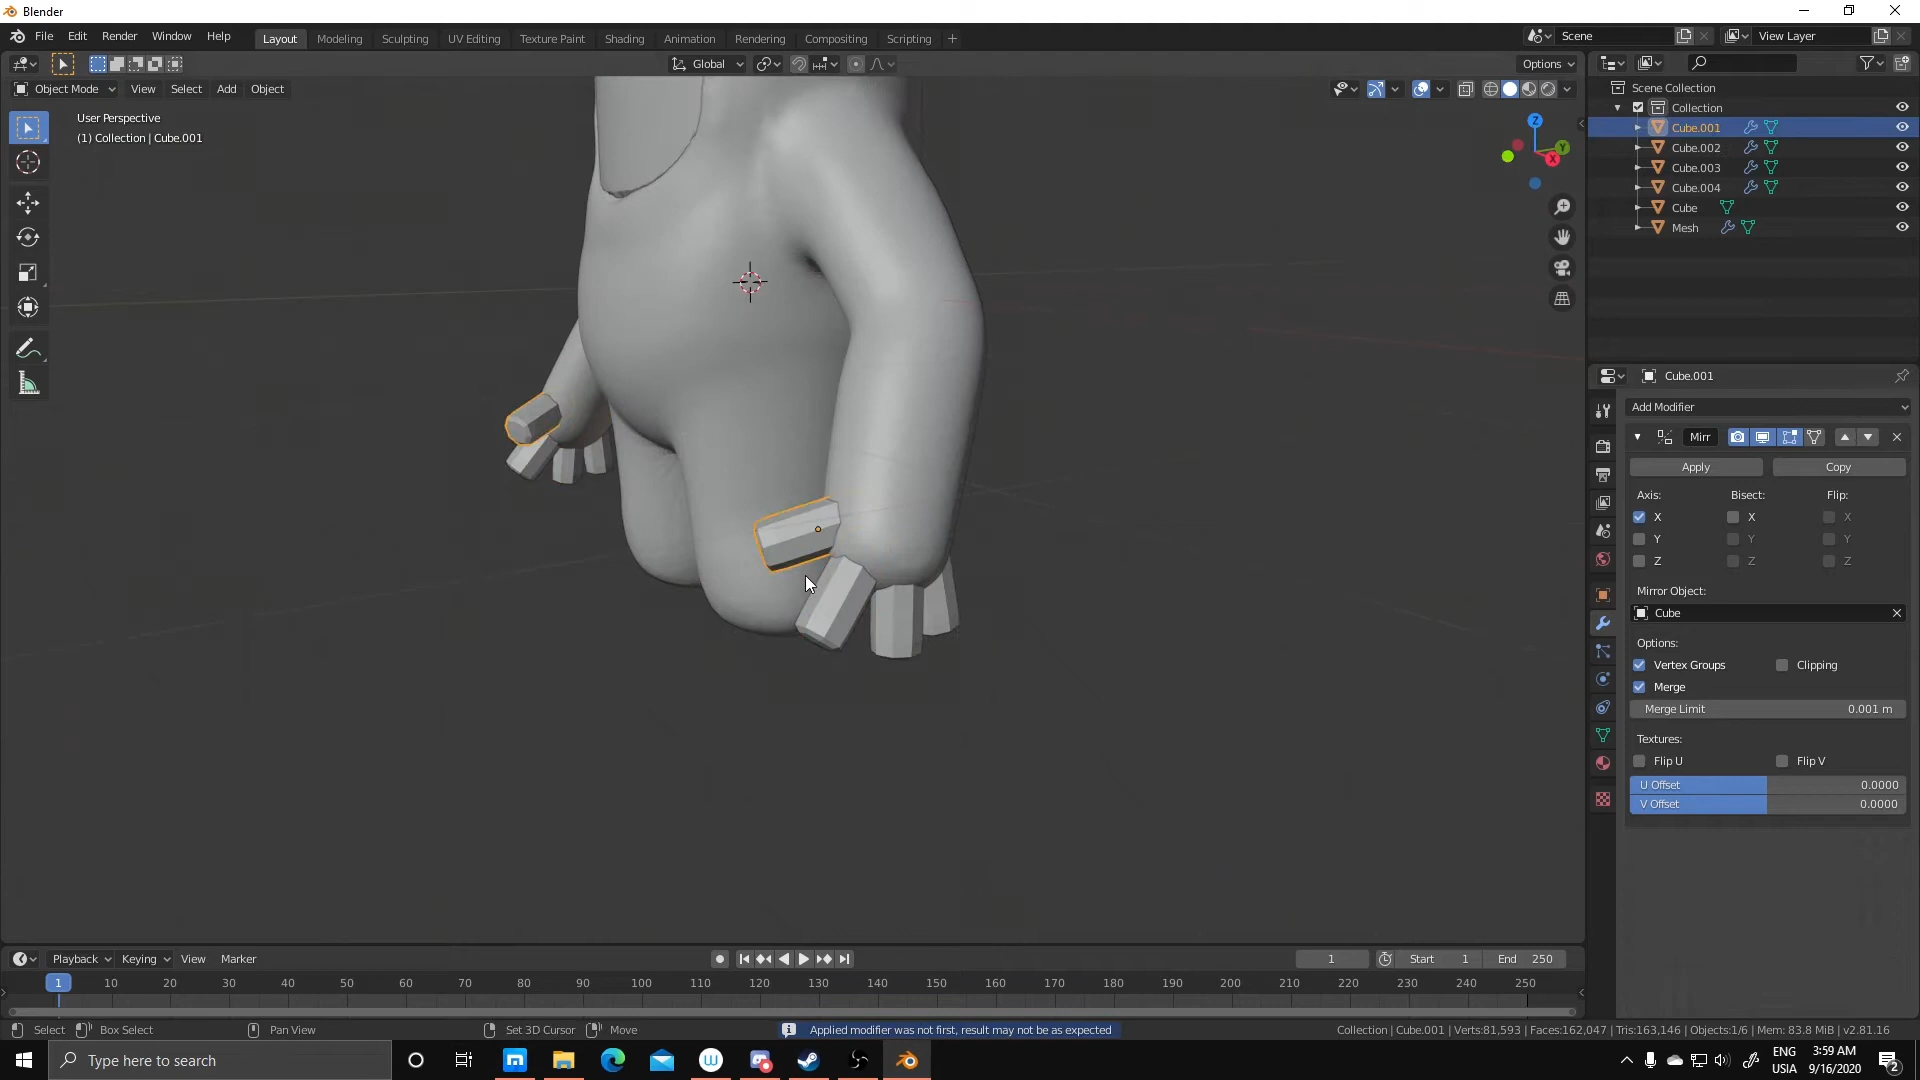 Blender
File Edit Render Window Help Layout Modeling Sculpting UV Editing Texture Paint Shading Animation Rendering Compositing Scripting + Scene View Layer
Global Options
Object Mode View Select Add Object
User Perspective
(1) Collection | Cube.001
Z
Y
X
Scene Collection
Collection
Cube.001
Cube.002
Cube.003
Cube.004
Cube
Mesh
Cube.001
Add Modifier
Mirr
Apply Copy
Axis: Bisect: Flip:
X X X
Y Y Y
Z Z Z
Mirror Object:
Cube
Options:
Vertex Groups Clipping
Merge
Merge Limit 0.001 m
Textures:
Flip U Flip V
U Offset 0.0000
V Offset 0.0000
Playback Keying View Marker 1 Start 1 End 250
1 10 20 30 40 50 60 70 80 90 100 110 120 130 140 150 160 170 180 190 200 210 220 230 240 250
Select Box Select Pan View Set 3D Cursor Move Applied modifier was not first, result may not be as expected Collection | Cube.001 | Verts:81,593 | Faces:162,047 | Tris:163,146 | Objects:1/6 | Mem: 83.8 MiB | v2.81.16
Type here to search
ENG 3:59 AM
USIA 9/16/2020
2